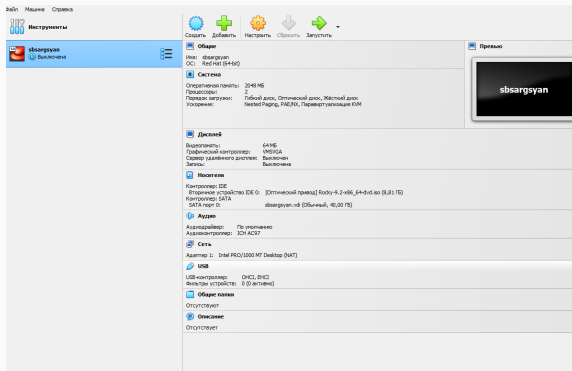 Файл Машина Справка
Инструменты
Создать Добавить Настроить Сбросить Запустить
sbsargsyan
Выключена
Общие
Имя: sbsargsyan
ОС: Red Hat (64-bit)
Превью
sbsargsyan
Система
Оперативная память: 2048 МБ
Процессоры: 2
Порядок загрузки: Гибкий диск, Оптический диск, Жёсткий диск
Ускорение: Nested Paging, PAE/NX, Паравиртуализация KVM
Дисплей
Видеопамять: 64 МБ
Графический контроллер: VMSVGA
Сервер удалённого дисплея: Выключен
Запись: Выключена
Носители
Контроллер: IDE
Вторичное устройство IDE 0: [Оптический привод] Rocky-9.2-x86_64-dvd.iso (8,81 ГБ)
Контроллер: SATA
SATA порт 0: sbsargsyan.vdi (Обычный, 40,00 ГБ)
Аудио
Аудиодрайвер: По умолчанию
Аудиоконтроллер: ICH AC97
Сеть
Адаптер 1: Intel PRO/1000 MT Desktop (NAT)
USB
USB-контроллер: OHCI, EHCI
Фильтры устройств: 0 (0 активно)
Общие папки
Отсутствуют
Описание
Отсутствует